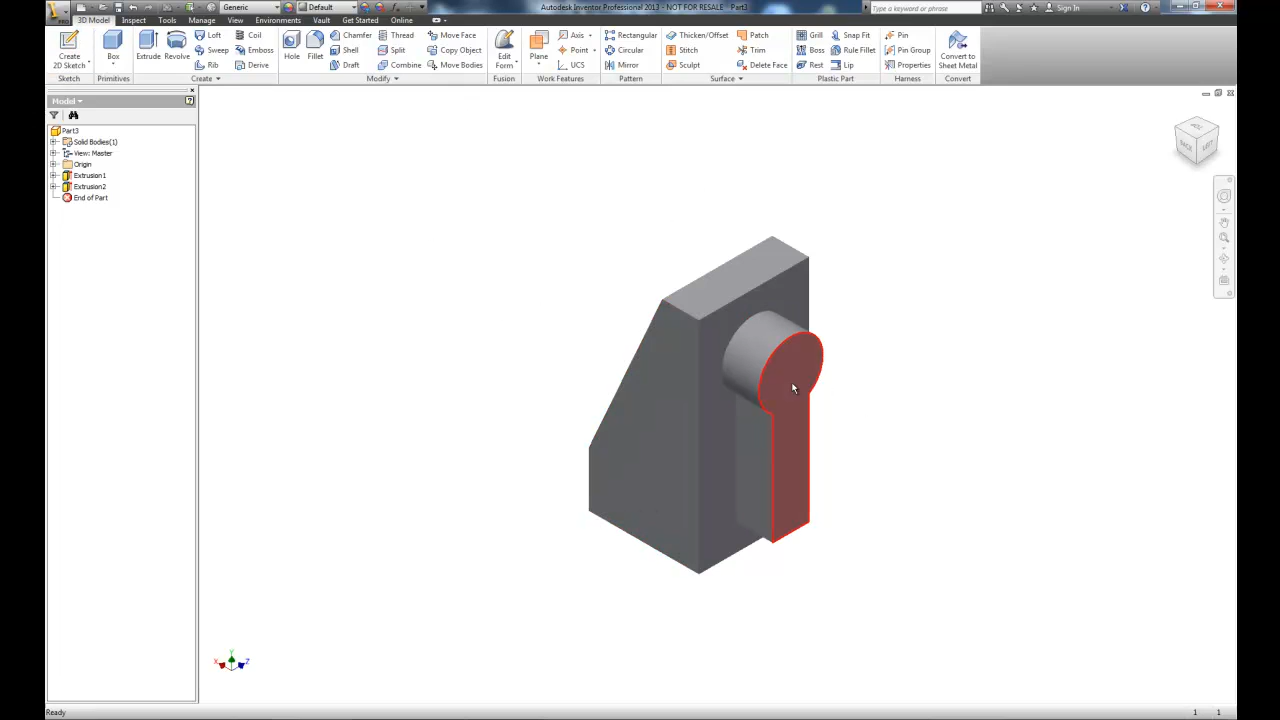 Generic
Default
Autodesk Inventor Professional 2013 - NOT FOR RESALE - Part3
Type a keyword or phrase
Sign In
PRO
3D Model
Inspect
Tools
Manage
View
Environments
Vault
Get Started
Online
Create
2D Sketch
Box
Extrude
Revolve
Loft
Coil
Sweep
Emboss
Rib
Derive
Hole
Fillet
Chamfer
Thread
Move Face
Shell
Split
Copy Object
Draft
Combine
Move Bodies
Edit
Form
Plane
Axis
Point
UCS
Rectangular
Circular
Mirror
Thicken/Offset
Patch
Stitch
Trim
Sculpt
Delete Face
Grill
Snap Fit
Boss
Rule Fillet
Rest
Lip
Pin
Pin Group
Properties
Convert to
Sheet Metal
Sketch
Primitives
Create
Modify
Fusion
Work Features
Pattern
Surface
Plastic Part
Harness
Convert
Model
Part3
Solid Bodies(1)
View: Master
Origin
Extrusion1
Extrusion2
End of Part
TOP
BACK
LEFT
X
Y
Z
Ready
1
1